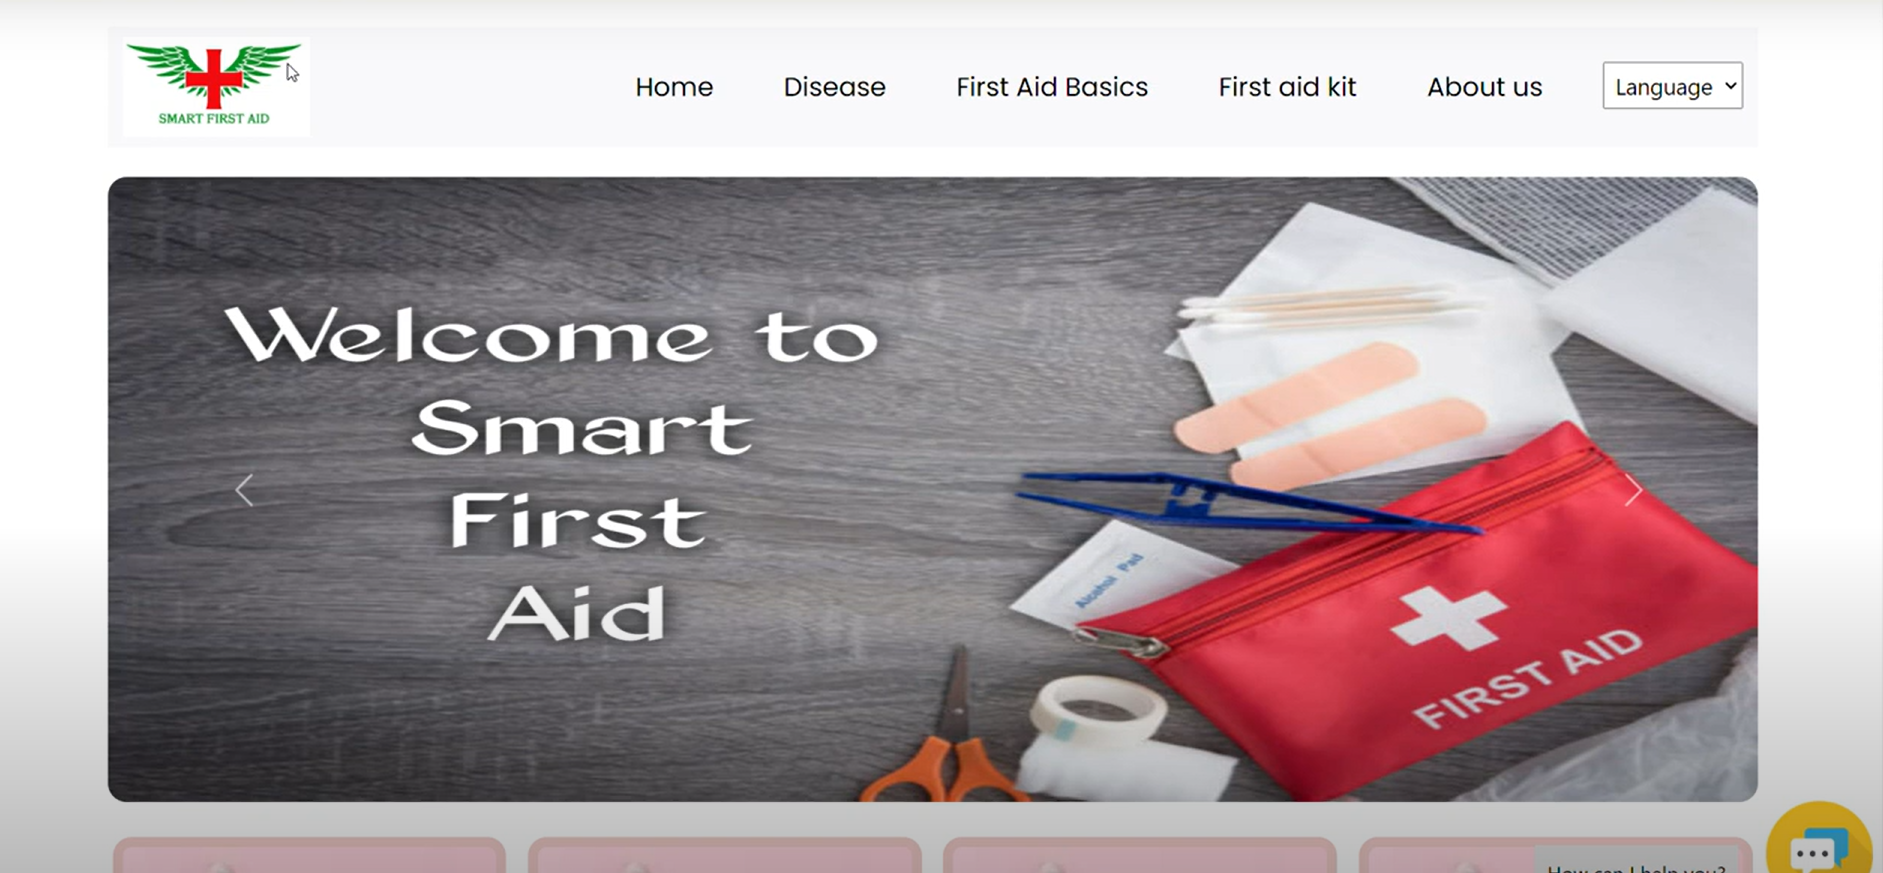 SMART FIRST AID
Home
Disease
First Aid Basics
First aid kit
About us
Language
Welcome to
Smart
First
Aid
Alcohol Pad
FIRST AID
How can I help you?